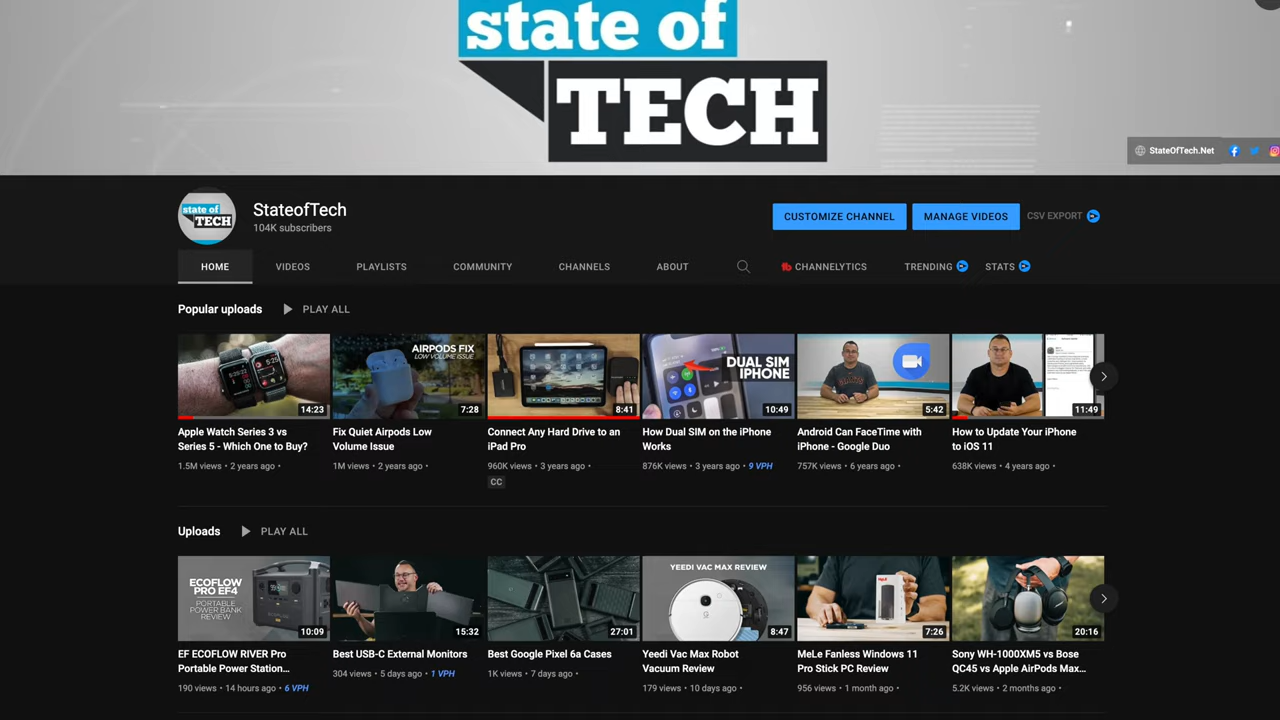 state of
TECH
StateOfTech.Net
state of
TECH
StateofTech
104K subscribers
CUSTOMIZE CHANNEL
MANAGE VIDEOS
CSV EXPORT
HOME
VIDEOS
PLAYLISTS
COMMUNITY
CHANNELS
ABOUT
CHANNELYTICS
TRENDING
STATS
Popular uploads
PLAY ALL
14:23
AIRPODS FIX
LOW VOLUME ISSUE
7:28
8:41
DUAL SIM
IPHONE
10:49
5:42
11:49
Apple Watch Series 3 vs
Series 5 - Which One to Buy?
1.5M views • 2 years ago •
Fix Quiet Airpods Low
Volume Issue
1M views • 2 years ago •
Connect Any Hard Drive to an
iPad Pro
960K views • 3 years ago •
CC
How Dual SIM on the iPhone
Works
876K views • 3 years ago • 9 VPH
Android Can FaceTime with
iPhone - Google Duo
757K views • 6 years ago •
How to Update Your iPhone
to iOS 11
638K views • 4 years ago •
Uploads
PLAY ALL
ECOFLOW
PRO EF4
PORTABLE
POWER BANK
REVIEW
10:09
15:32
27:01
YEEDI VAC MAX REVIEW
8:47
7:26
20:16
EF ECOFLOW RIVER Pro
Portable Power Station...
190 views • 14 hours ago • 6 VPH
Best USB-C External Monitors
304 views • 5 days ago • 1 VPH
Best Google Pixel 6a Cases
1K views • 7 days ago •
Yeedi Vac Max Robot
Vacuum Review
179 views • 10 days ago •
MeLe Fanless Windows 11
Pro Stick PC Review
956 views • 1 month ago •
Sony WH-1000XM5 vs Bose
QC45 vs Apple AirPods Max...
5.2K views • 2 months ago •